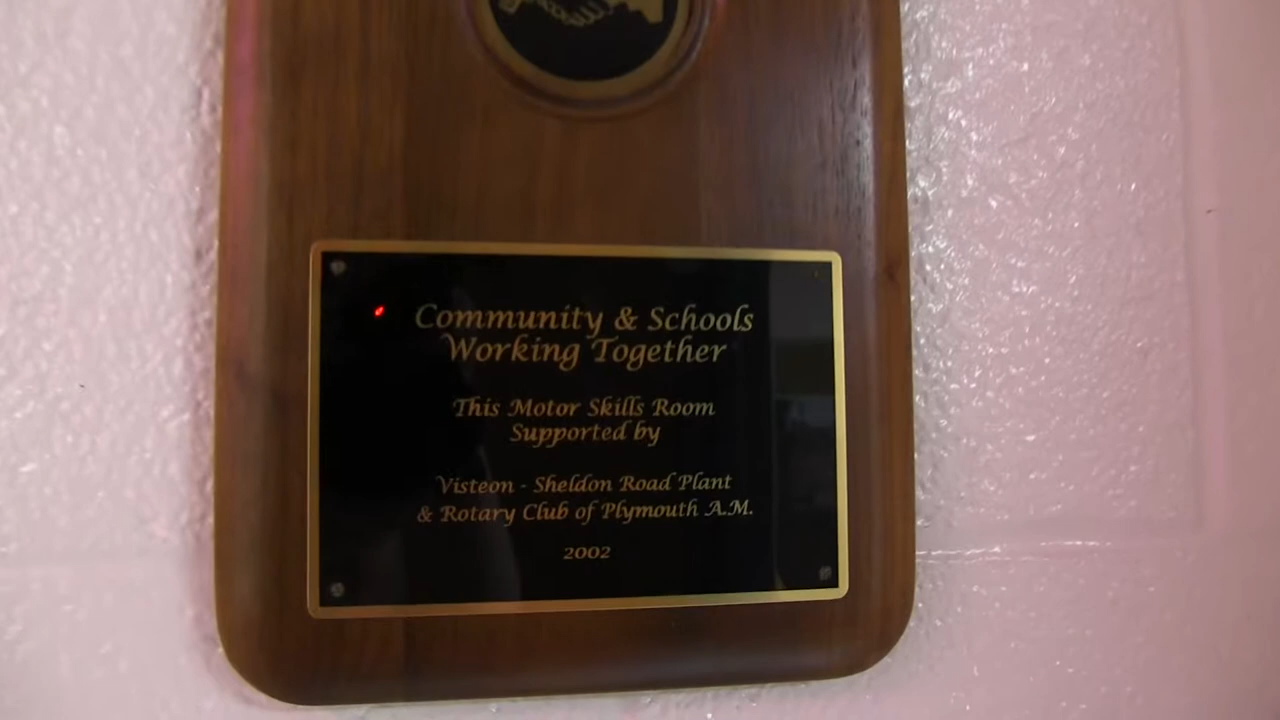 Community & Schools
Working Together
This Motor Skills Room
Supported by
Visteon - Sheldon Road Plant
& Rotary Club of Plymouth A.M.
2002